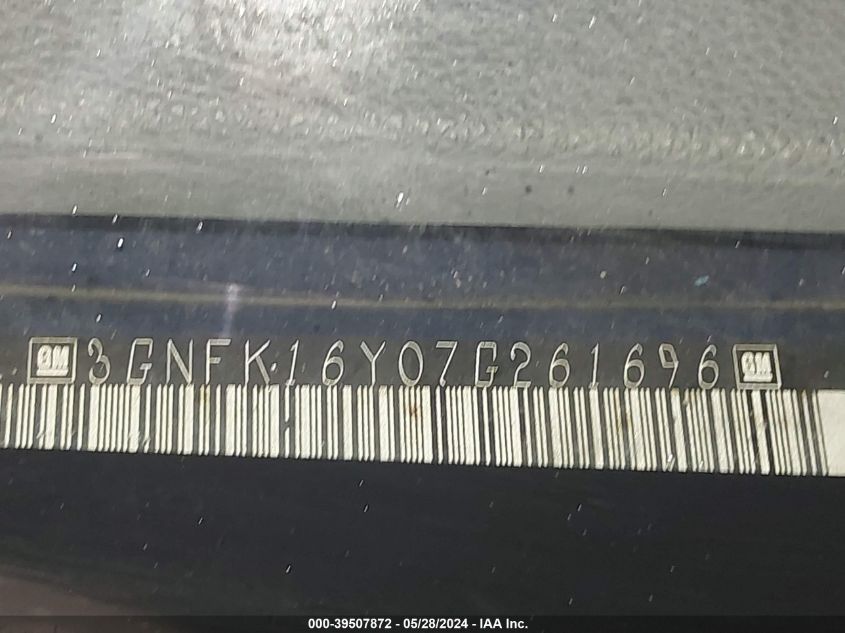 GM 3GNFK16Y07G261696 GM
000-39507872 - 05/28/2024 - IAA Inc.